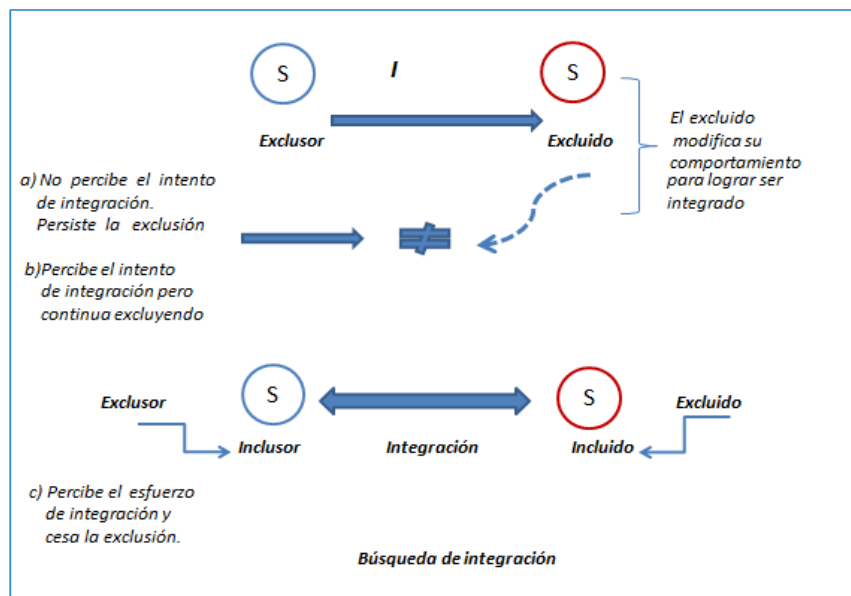 S
I
S
Exclusor
Excluido
El excluido
modifica su
comportamiento
para lograr ser
integrado
a) No percibe el intento
de integración.
Persiste la exclusión
≠
b)Percibe el intento
de integración pero
continua excluyendo
Exclusor
S
S
Excluido
Inclusor
Integración
Incluido
c) Percibe el esfuerzo
de integración y
cesa la exclusión.
Búsqueda de integración